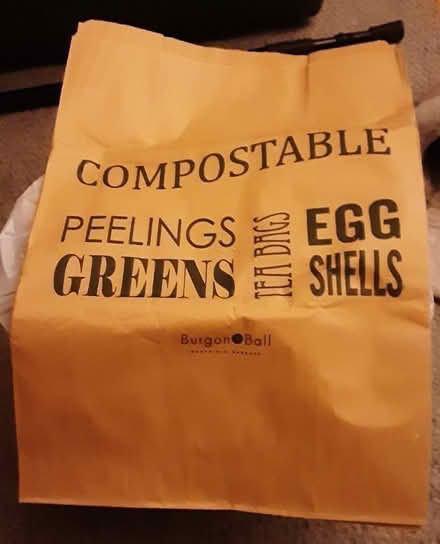 COMPOSTABLE
PEELINGS
GREENS
TEA BAGS
EGG
SHELLS
Burgon Ball